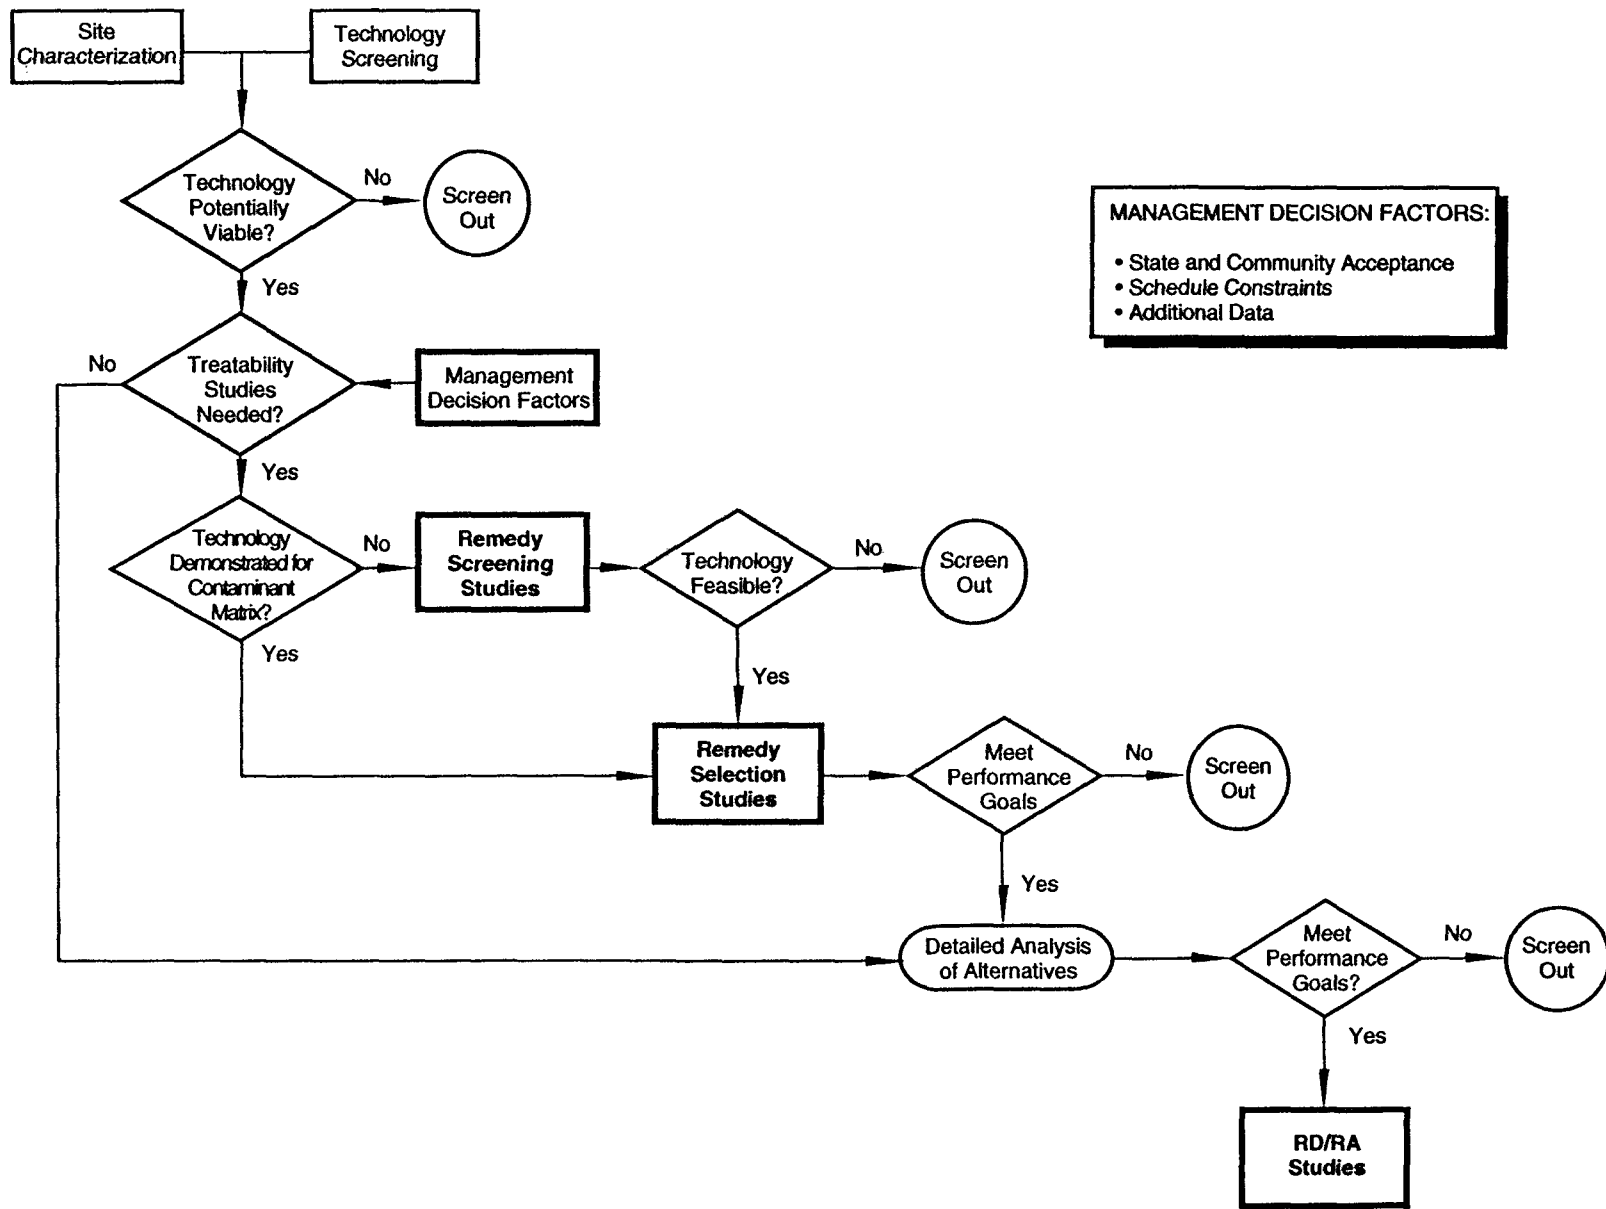 Site
Characterization
Technology
Screening
Technology
Potentially
Viable?
No
Screen
Out
Yes
MANAGEMENT DECISION FACTORS:
• State and Community Acceptance
• Schedule Constraints
• Additional Data
No
Treatability
Studies
Needed?
Management
Decision Factors
Yes
Technology
Demonstrated for
Contaminant
Matrix?
No
Remedy
Screening
Studies
Technology
Feasible?
No
Screen
Out
Yes
Yes
Remedy
Selection
Studies
Meet
Performance
Goals
No
Screen
Out
Yes
Detailed Analysis
of Alternatives
Meet
Performance
Goals?
No
Screen
Out
Yes
RD/RA
Studies